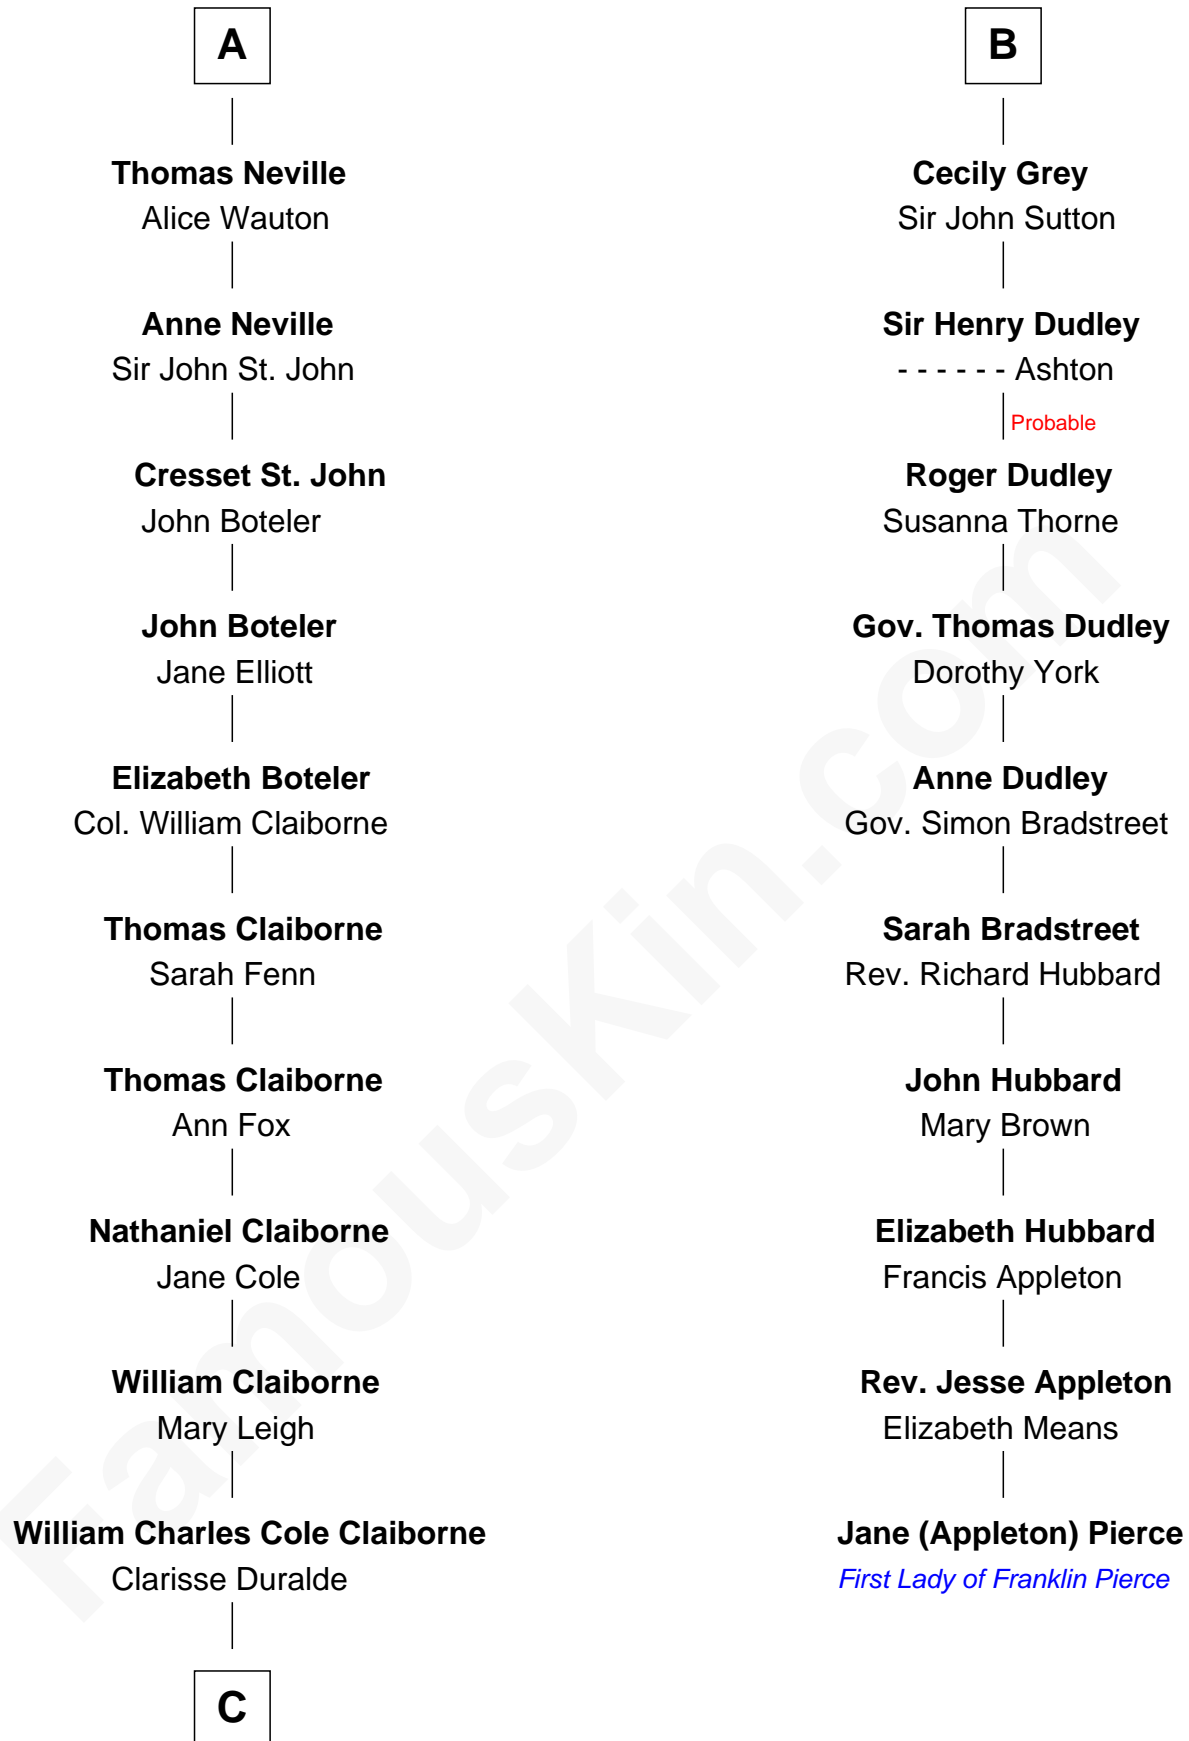 A
Thomas Neville
Alice Wauton
Anne Neville
Sir John St. John
Cresset St. John
John Boteler
John Boteler
Jane Elliott
Elizabeth Boteler
Col. William Claiborne
Thomas Claiborne
Sarah Fenn
Thomas Claiborne
Ann Fox
Nathaniel Claiborne
Jane Cole
William Claiborne
Mary Leigh
William Charles Cole Claiborne
Clarisse Duralde
C
B
Cecily Grey
Sir John Sutton
Sir Henry Dudley
- - - - - - Ashton
Probable
Roger Dudley
Susanna Thorne
Gov. Thomas Dudley
Dorothy York
Anne Dudley
Gov. Simon Bradstreet
Sarah Bradstreet
Rev. Richard Hubbard
John Hubbard
Mary Brown
Elizabeth Hubbard
Francis Appleton
Rev. Jesse Appleton
Elizabeth Means
Jane (Appleton) Pierce
First Lady of Franklin Pierce
FamousKin.com